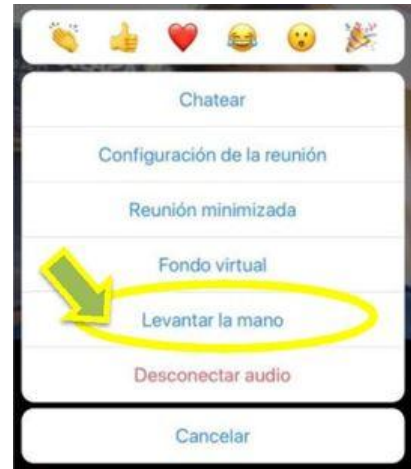 Chatear
Configuración de la reunión
Reunión minimizada
Fondo virtual
Levantar la mano
Desconectar audio
Cancelar